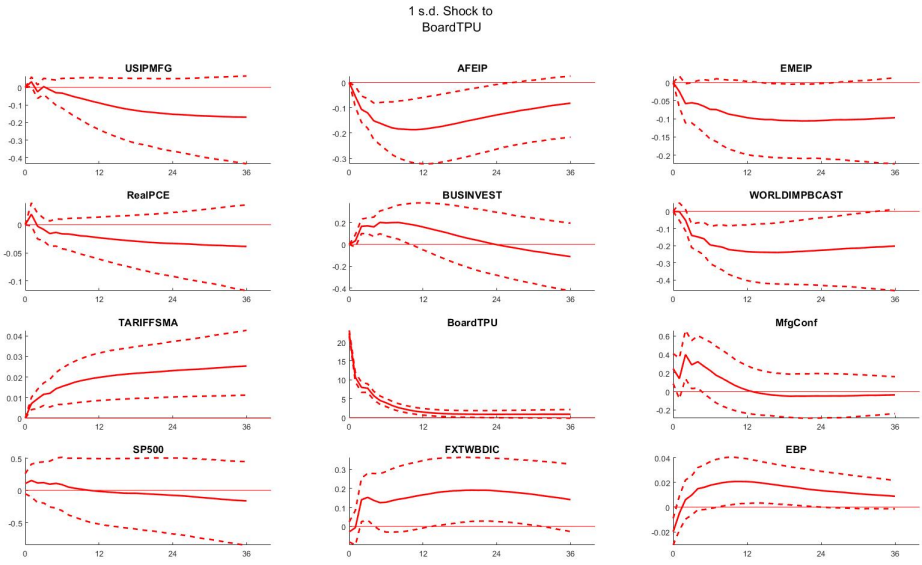 1 s.d. Shock to
BoardTPU
USIPMFG
0
-0.1
-0.2
-0.3
-0.4
0 12 24 36
AFEIP
0
-0.1
-0.2
-0.3
0 12 24 36
EMEIP
0
-0.05
-0.1
-0.15
-0.2
0 12 24 36
RealPCE
0
-0.05
-0.1
0 12 24 36
BUSINVEST
0.2
0
-0.2
-0.4
0 12 24 36
WORLDIMPBCAST
0
-0.1
-0.2
-0.3
-0.4
0 12 24 36
TARIFFSMA
0.04
0.03
0.02
0.01
0
0 12 24 36
BoardTPU
20
15
10
5
0
0 12 24 36
MfgConf
0.6
0.4
0.2
0
-0.2
0 12 24 36
SP500
0.5
0
-0.5
0 12 24 36
FXTWBDIC
0.3
0.2
0.1
0
0 12 24 36
EBP
0.04
0.02
0
-0.02
0 12 24 36